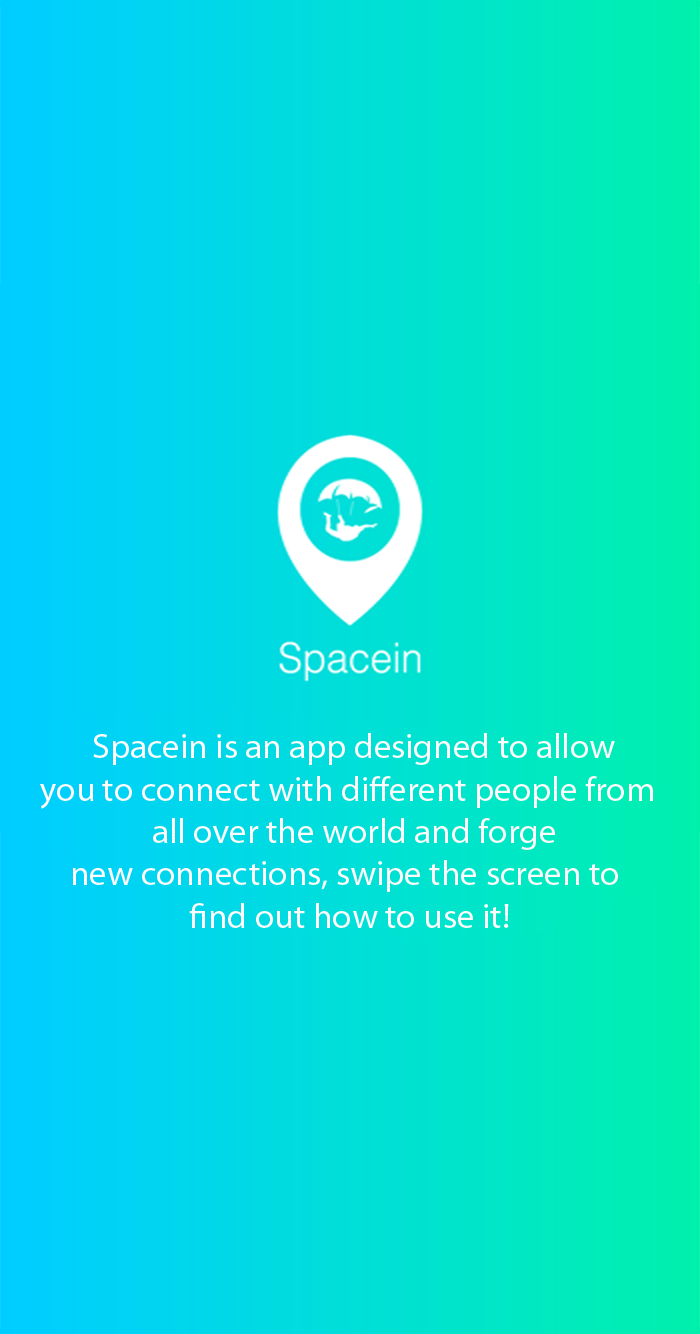 Spacein
Spacein is an app designed to allow
you to connect with different people from
all over the world and forge
new connections, swipe the screen to
find out how to use it!